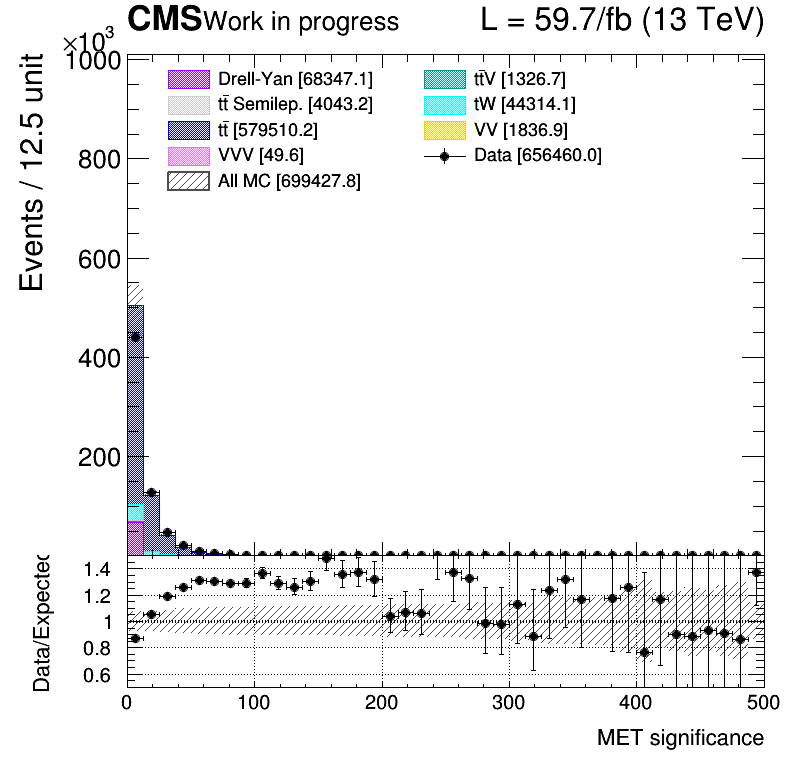 CMS Work in progress L = 59.7/fb (13 TeV)
×10³
Events / 12.5 unit
1000
800
600
400
200
Drell-Yan [68347.1]
tt̄ Semilep. [4043.2]
tt̄ [579510.2]
VVV [49.6]
All MC [699427.8]
tt̄V [1326.7]
tW [44314.1]
VV [1836.9]
Data [656460.0]
Data/Expected
1.4
1.2
1
0.8
0.6
0 100 200 300 400 500
MET significance